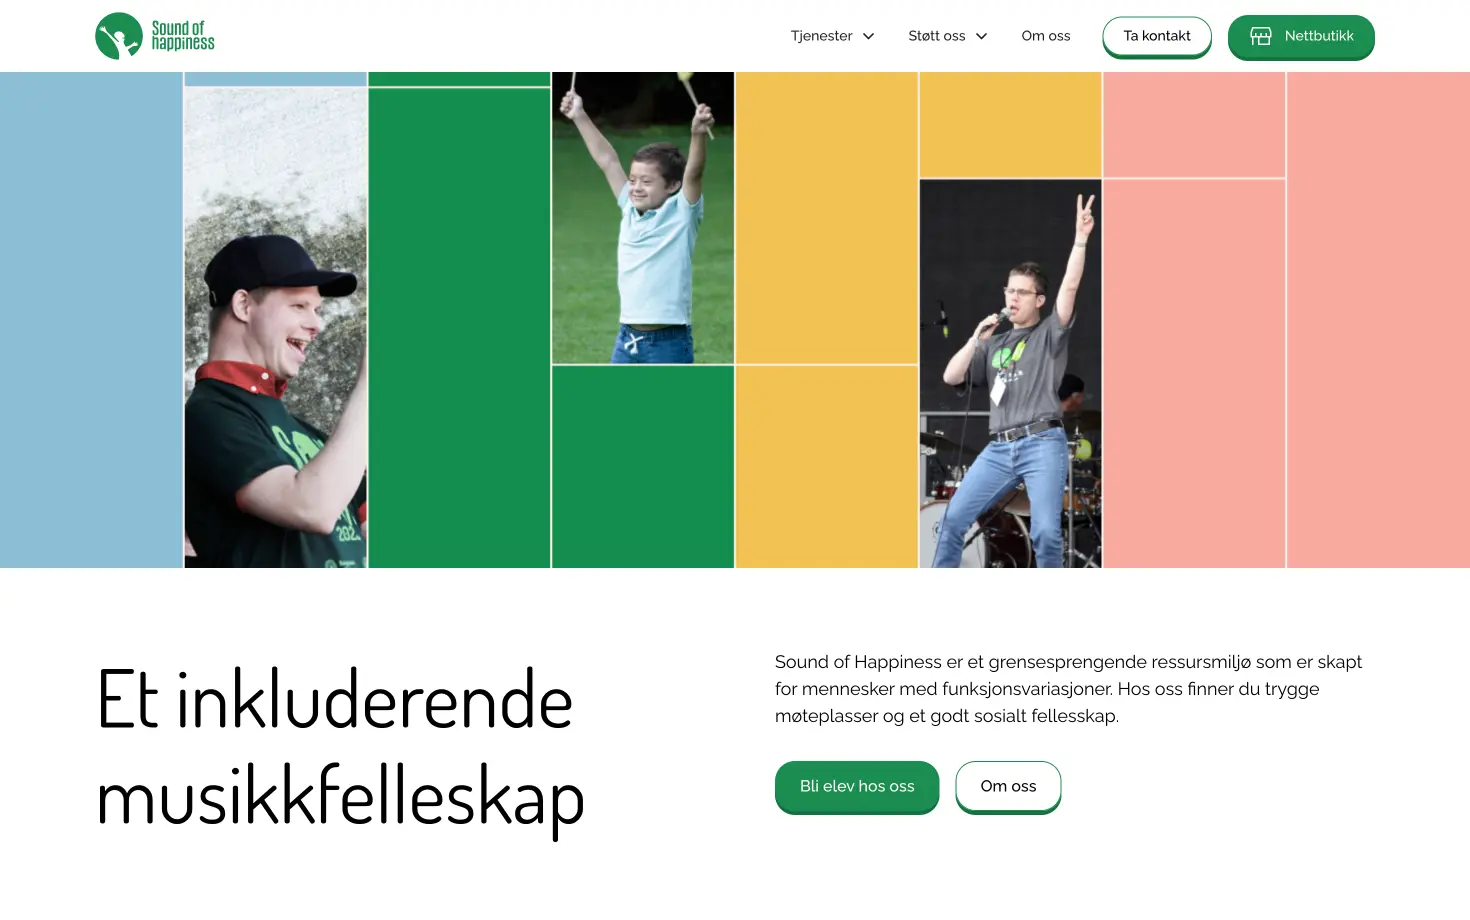 Sound of
happiness
Tjenester
Støtt oss
Om oss
Ta kontakt
Nettbutikk
Et inkluderende
musikkfelleskap
Sound of Happiness er et grensesprengende ressursmiljø som er skapt
for mennesker med funksjonsvariasjoner. Hos oss finner du trygge
møteplasser og et godt sosialt fellesskap.
Bli elev hos oss
Om oss